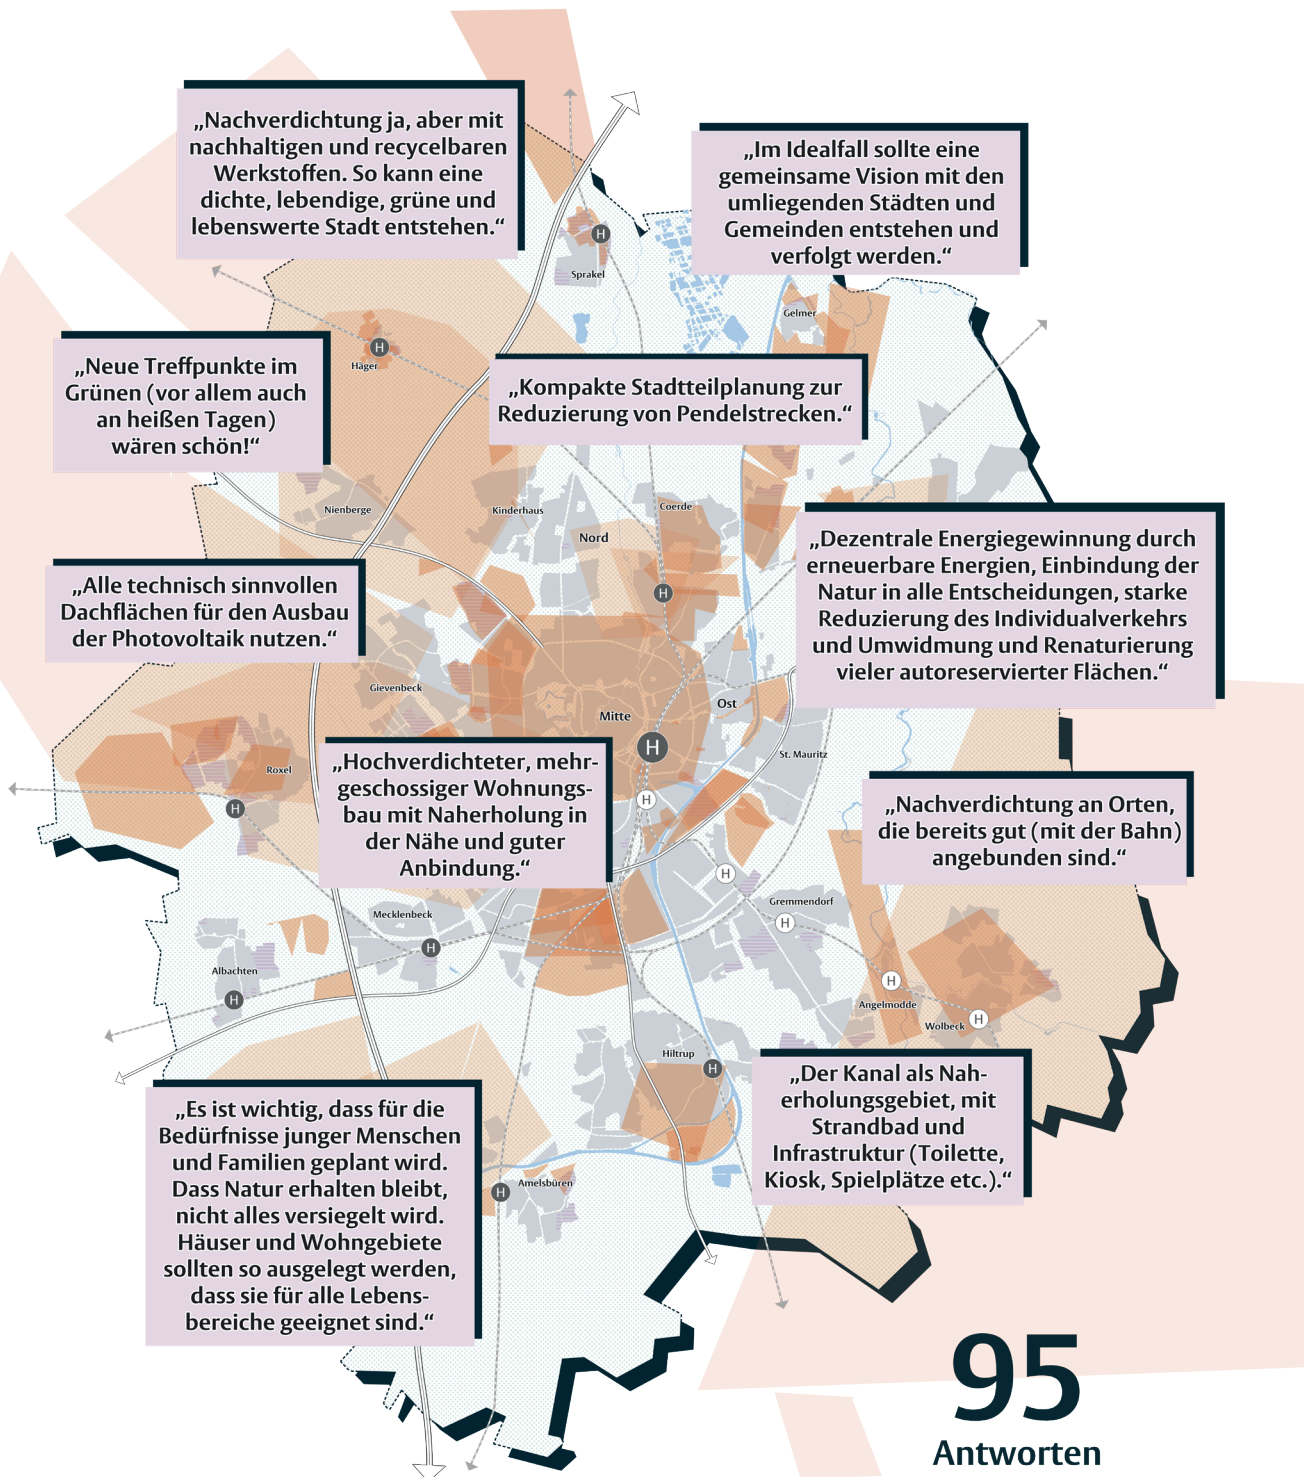 „Nachverdichtung ja, aber mit
nachhaltigen und recycelbaren
Werkstoffen. So kann eine
dichte, lebendige, grüne und
lebenswerte Stadt entstehen.“
„Im Idealfall sollte eine
gemeinsame Vision mit den
umliegenden Städten und
Gemeinden entstehen und
verfolgt werden.“
H
Sprakel
Gelmer
H
Häger
„Neue Treffpunkte im
Grünen (vor allem auch
an heißen Tagen)
wären schön!“
„Kompakte Stadtteilplanung zur
Reduzierung von Pendelstrecken.“
Nienberge
Kinderhaus
Coerde
Nord
„Dezentrale Energiegewinnung durch
erneuerbare Energien, Einbindung der
Natur in alle Entscheidungen, starke
Reduzierung des Individualverkehrs
und Umwidmung und Renaturierung
vieler autoreservierter Flächen.“
„Alle technisch sinnvollen
Dachflächen für den Ausbau
der Photovoltaik nutzen.“
H
Gievenbeck
Mitte
Ost
H
St. Mauritz
Roxel
H
„Hochverdichteter, mehr-
geschossiger Wohnungs-
bau mit Naherholung in
der Nähe und guter
Anbindung.“
H
„Nachverdichtung an Orten,
die bereits gut (mit der Bahn)
angebunden sind.“
H
Gremmendorf
H
Mecklenbeck
H
Albachten
H
H
Angelmodde
Wolbeck
H
Hiltrup
H
„Der Kanal als Nah-
erholungsgebiet, mit
Strandbad und
Infrastruktur (Toilette,
Kiosk, Spielplätze etc.).“
„Es ist wichtig, dass für die
Bedürfnisse junger Menschen
und Familien geplant wird.
Dass Natur erhalten bleibt,
nicht alles versiegelt wird.
Häuser und Wohngebiete
sollten so ausgelegt werden,
dass sie für alle Lebens-
bereiche geeignet sind.“
H
Amelsbüren
95
Antworten